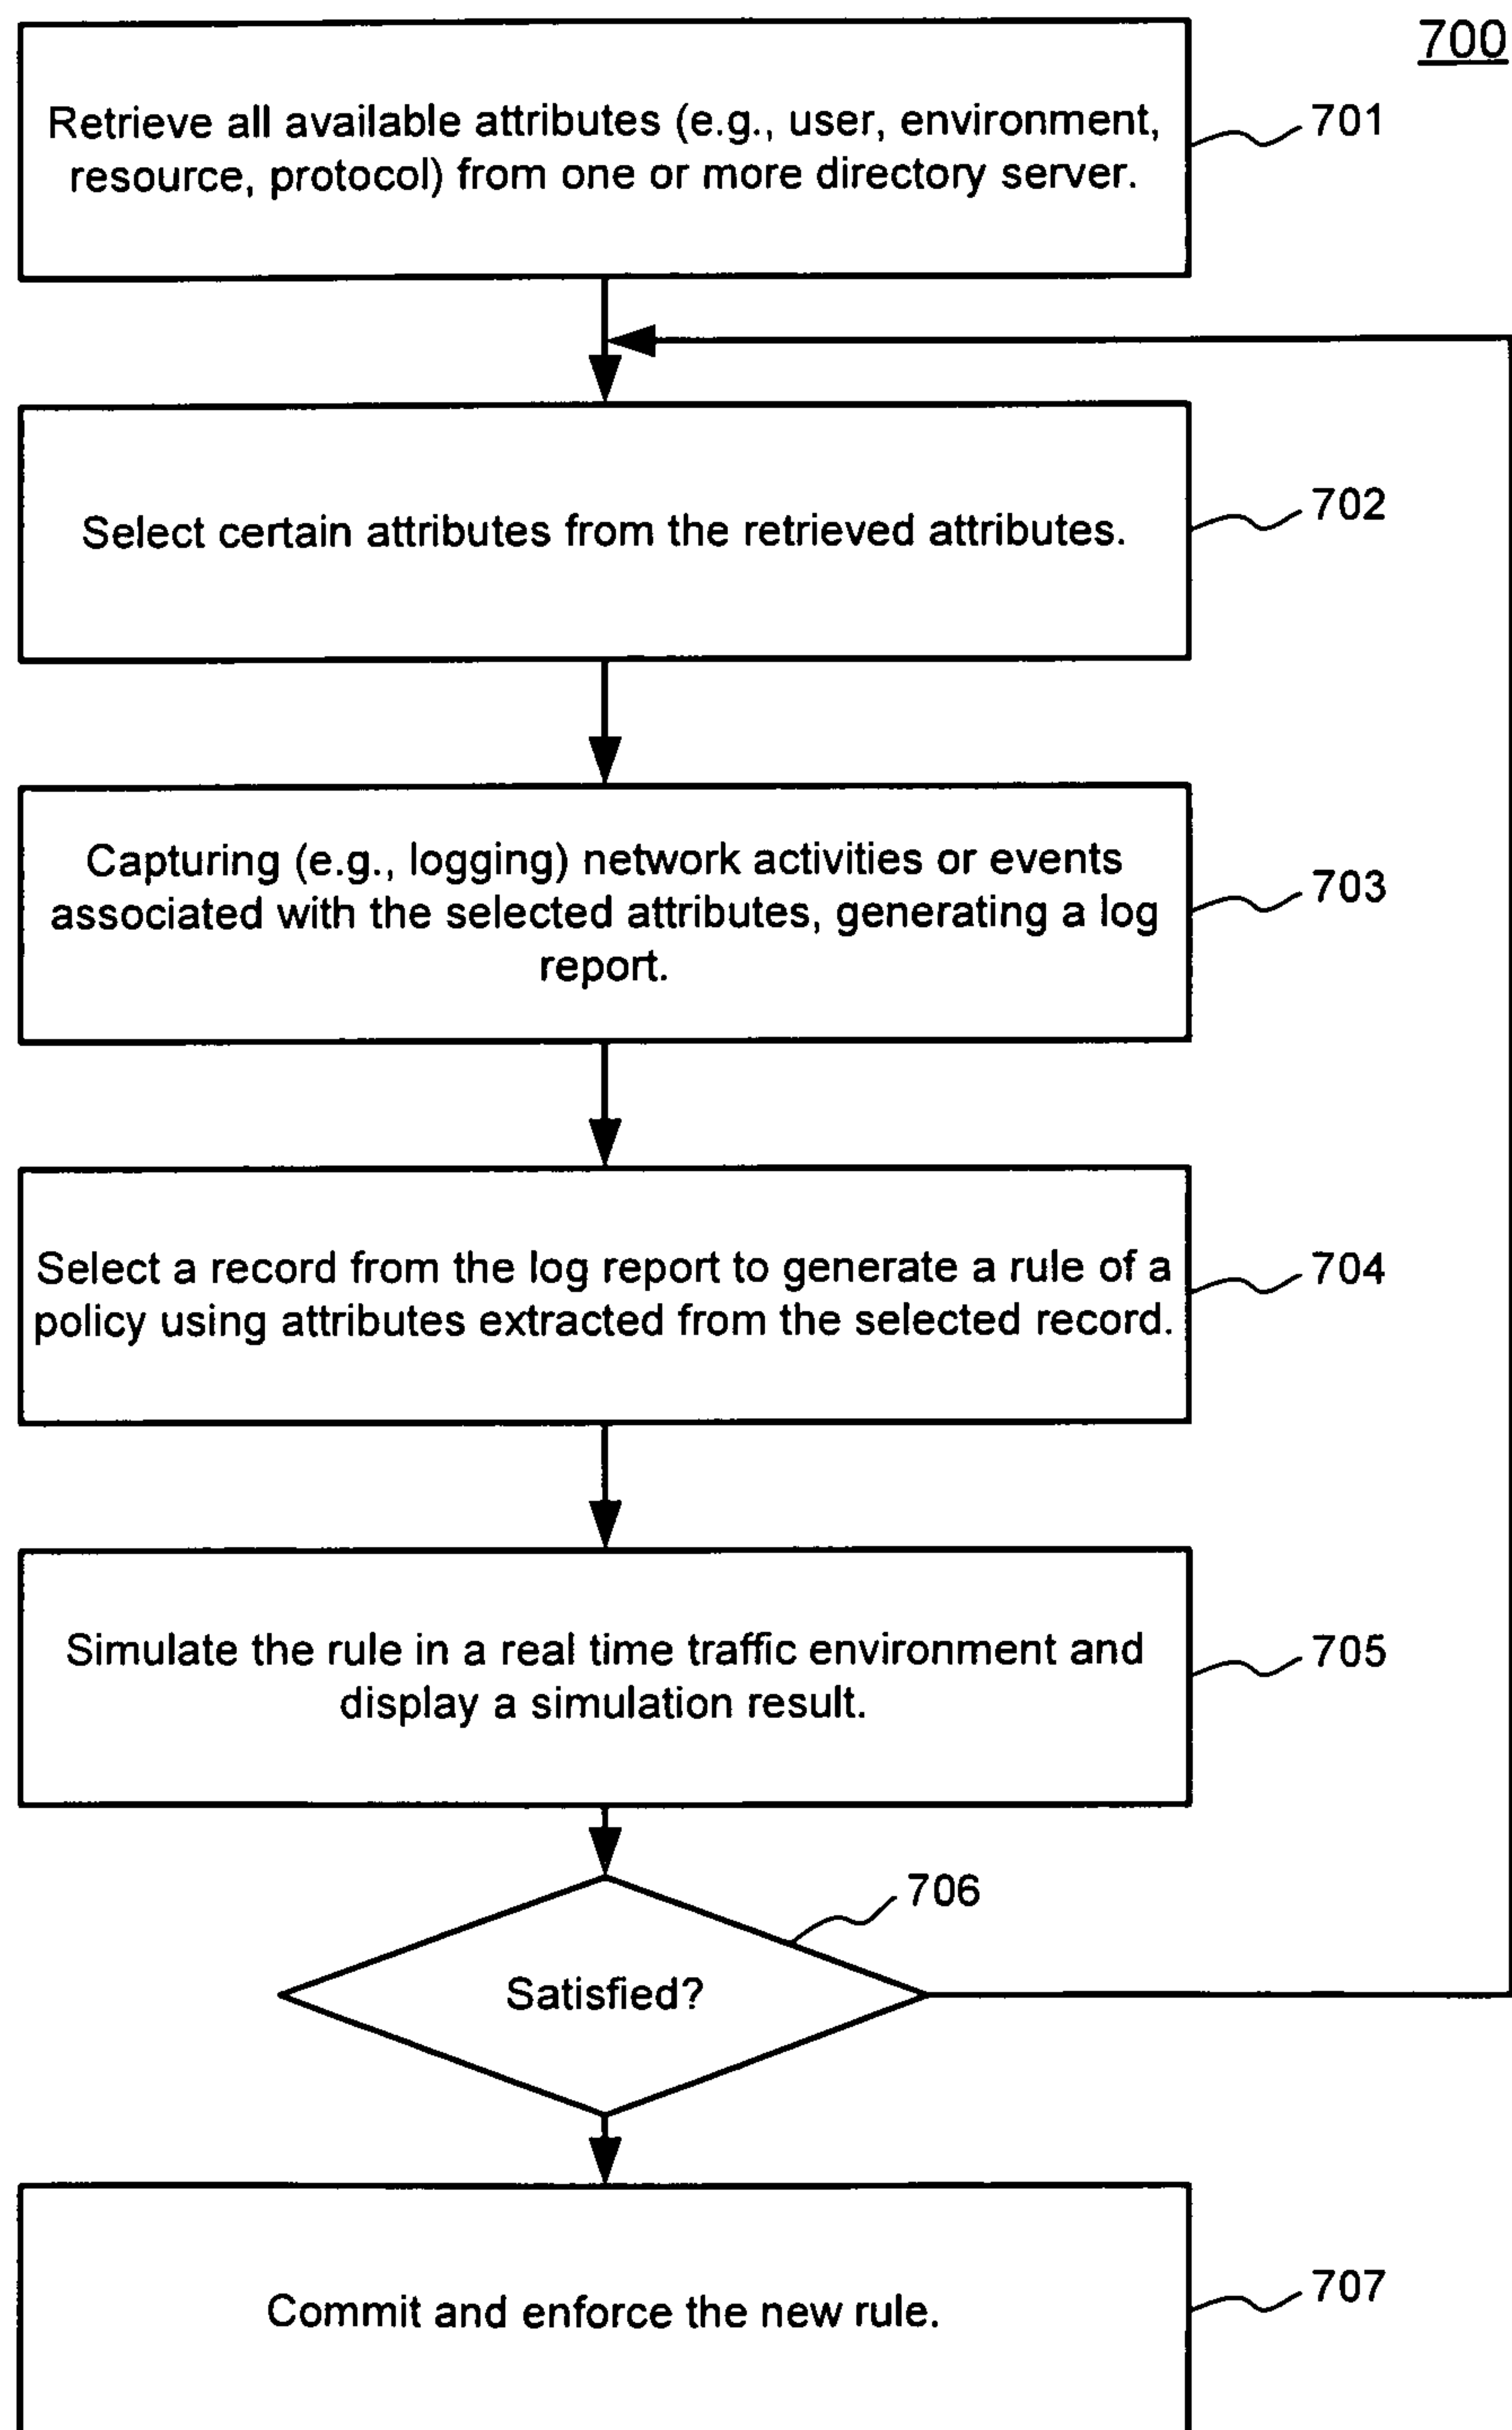 700
Retrieve all available attributes (e.g., user, environment,
resource, protocol) from one or more directory server.
701
Select certain attributes from the retrieved attributes.
702
Capturing (e.g., logging) network activities or events
associated with the selected attributes, generating a log
report.
703
Select a record from the log report to generate a rule of a
policy using attributes extracted from the selected record.
704
Simulate the rule in a real time traffic environment and
display a simulation result.
705
706
Satisfied?
Commit and enforce the new rule.
707